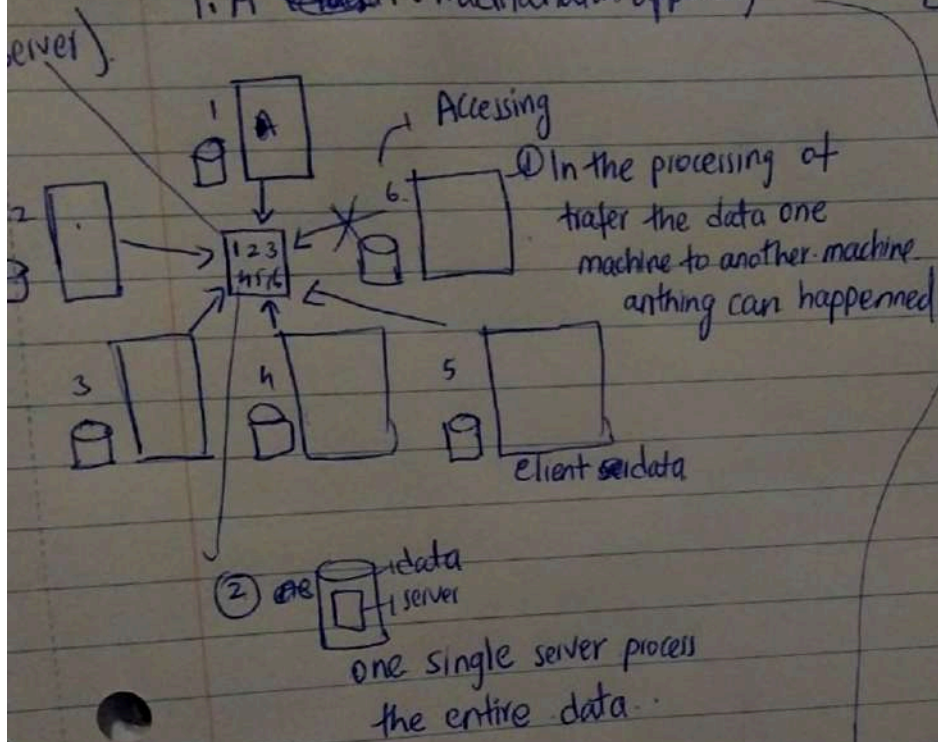 1. A
server).
1
A
Accessing
6.
① In the processing of
trafer the data one
machine to another machine
anthing can happenned
2
1 2 3
4 5 6
3
4
5
client data
②
data
server
one single server process
the entire data..